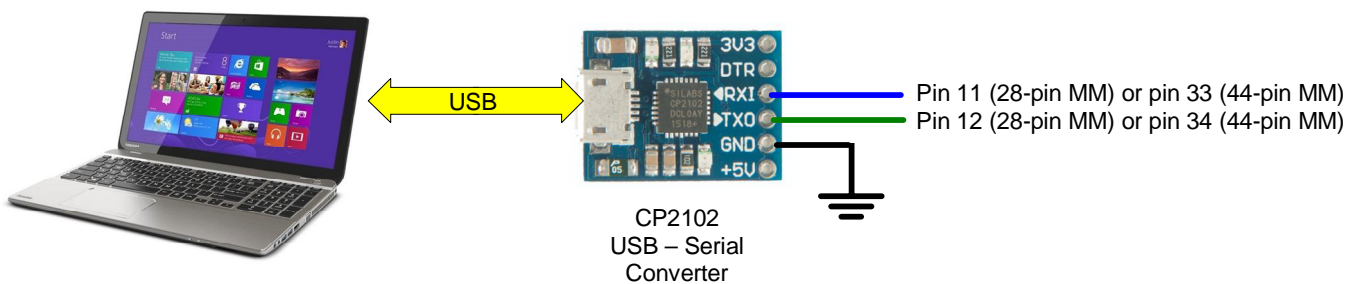 Start
USB
3V3
DTR
RXI
TXO
GND
+5V
SILABS
CP2102
DCL0AY
Pin 11 (28-pin MM) or pin 33 (44-pin MM)
Pin 12 (28-pin MM) or pin 34 (44-pin MM)
CP2102
USB – Serial
Converter